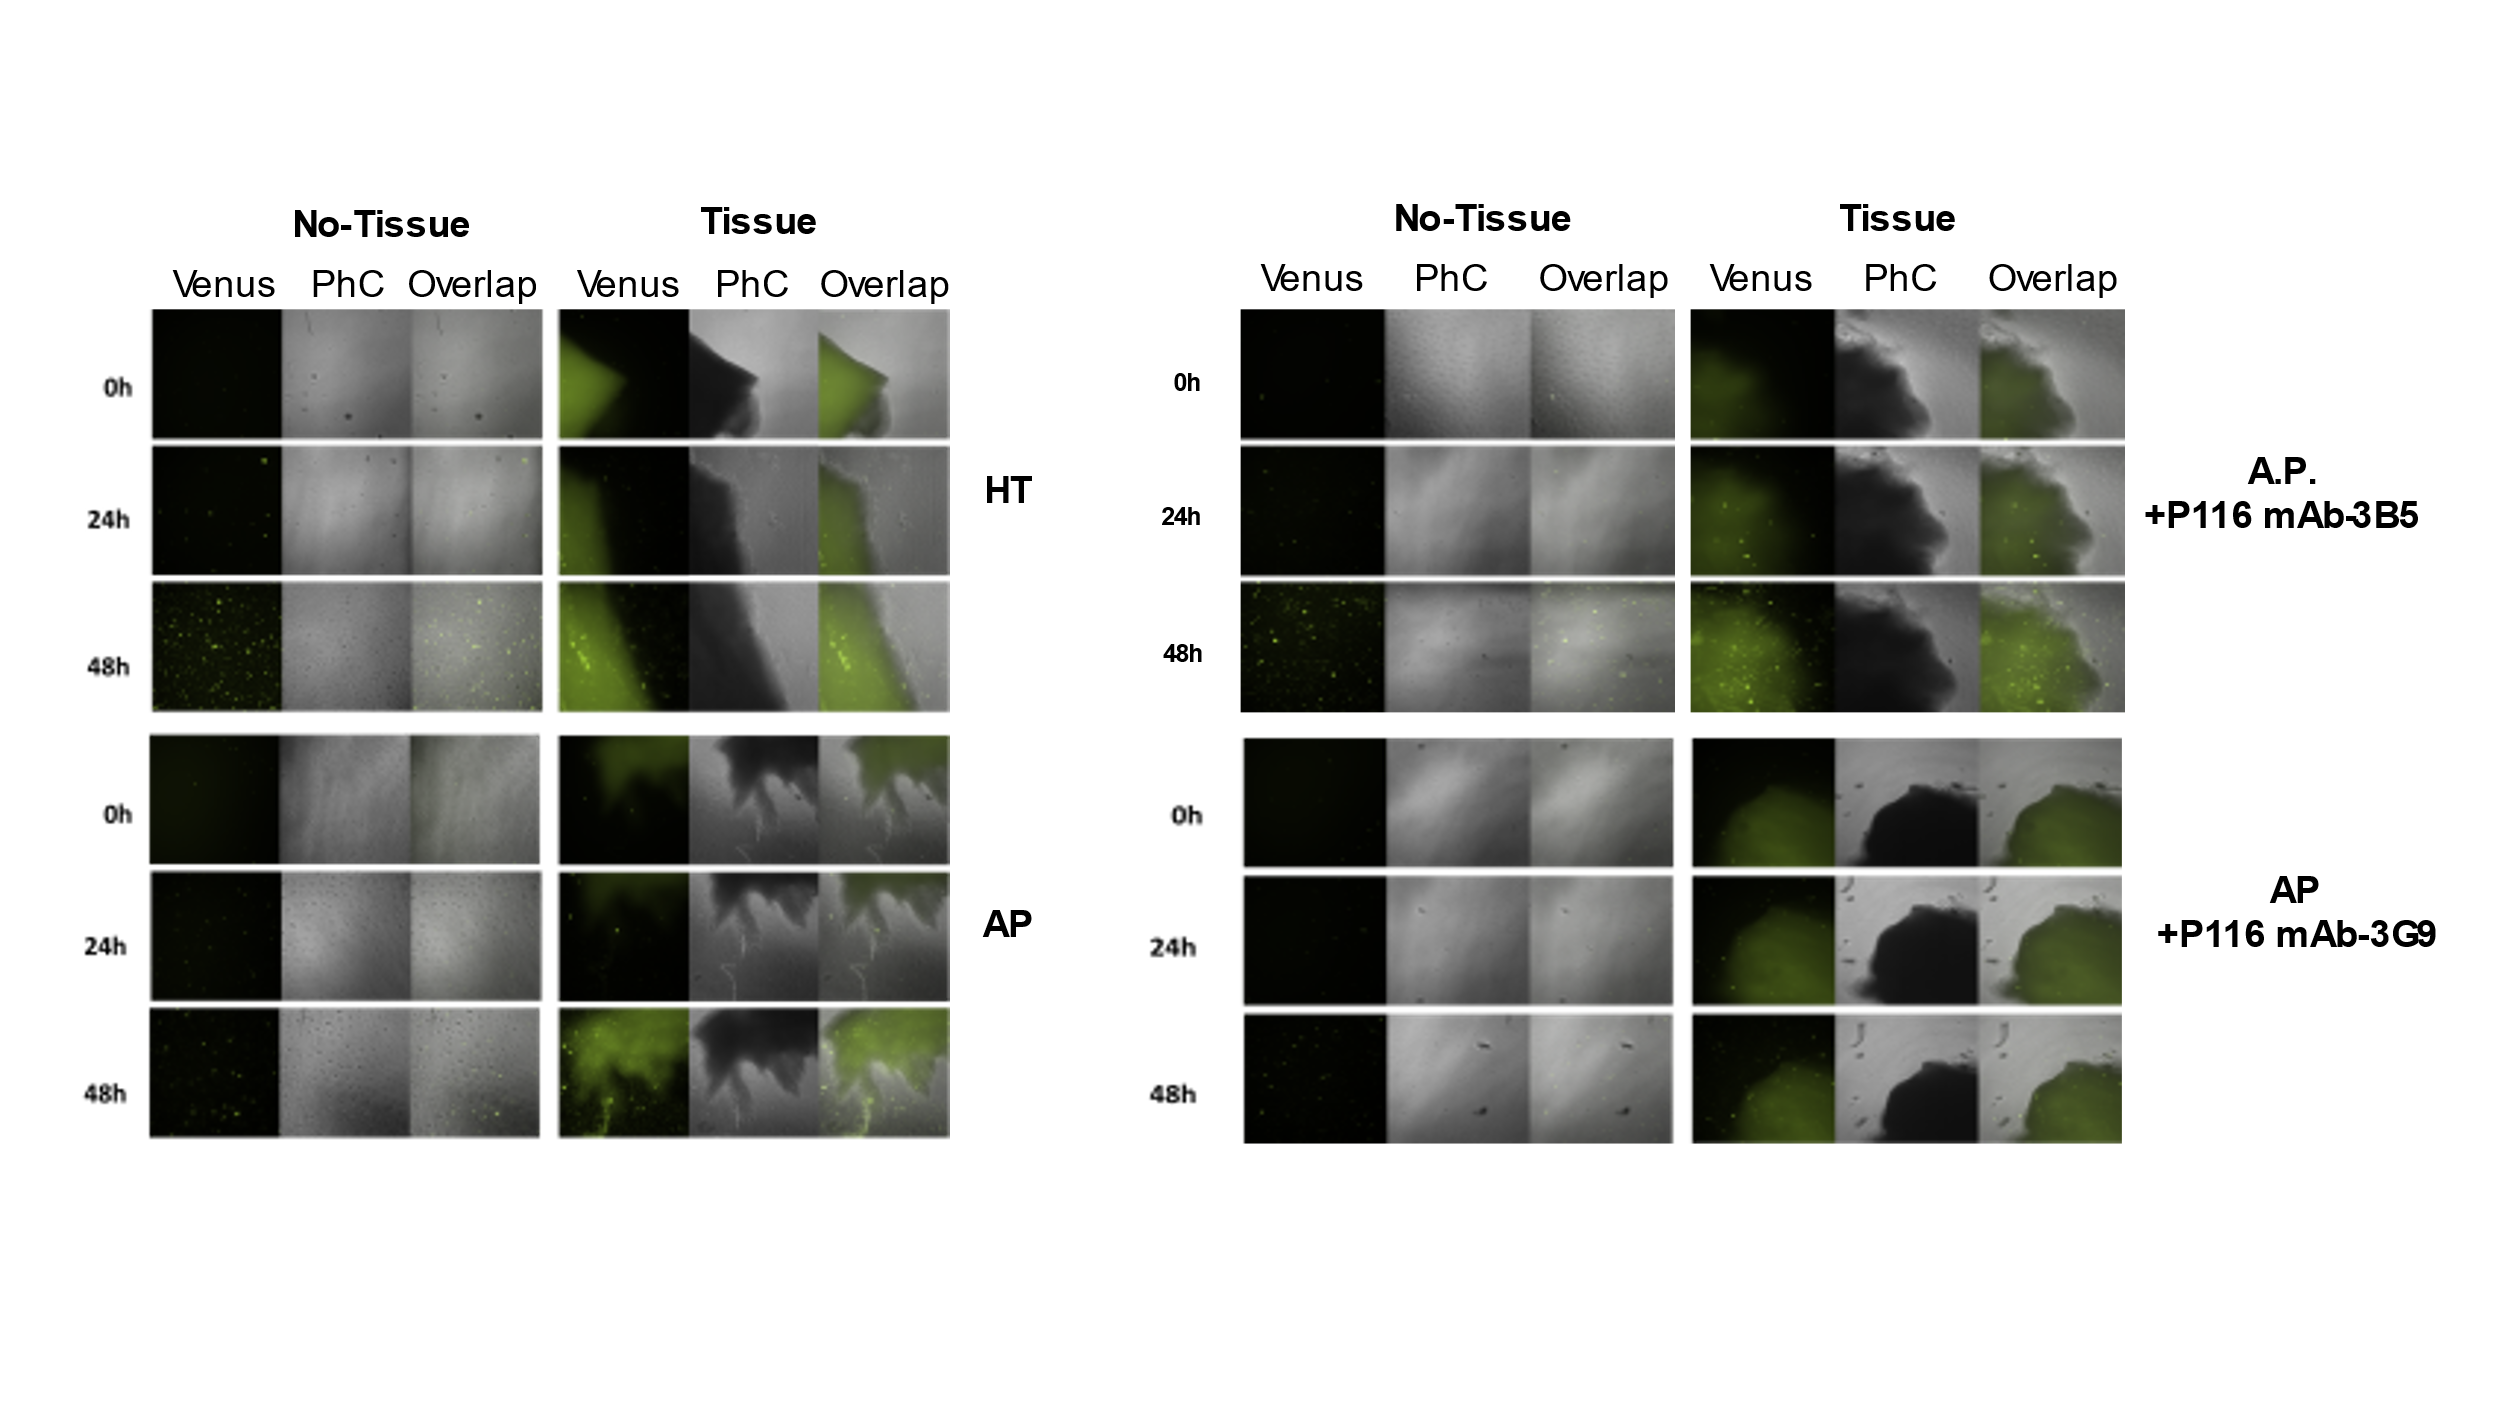 No-Tissue Tissue
Venus PhC Overlap Venus PhC Overlap
0h
24h
48h
HT
0h
24h
48h
AP
No-Tissue Tissue
Venus PhC Overlap Venus PhC Overlap
0h
24h
48h
A.P.
+P116 mAb-3B5
0h
24h
48h
AP
+P116 mAb-3G9